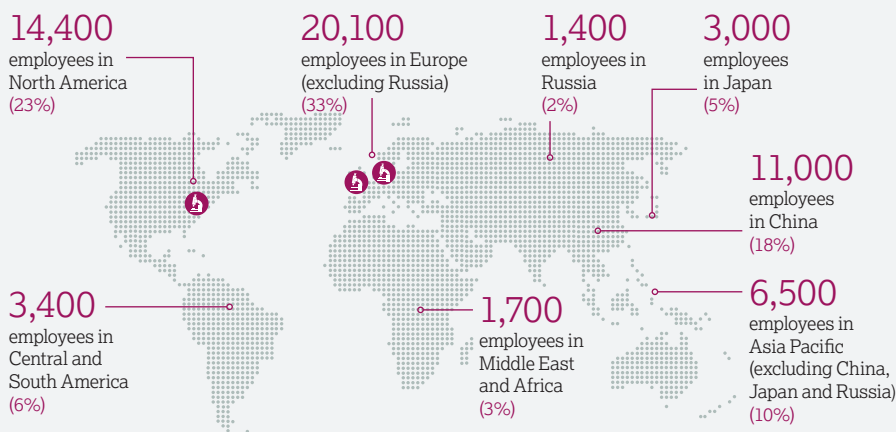 14,400
employees in
North America
(23%)
20,100
employees in Europe
(excluding Russia)
(33%)
1,400
employees in
Russia
(2%)
3,000
employees
in Japan
(5%)
11,000
employees
in China
(18%)
3,400
employees in
Central and
South America
(6%)
1,700
employees in
Middle East
and Africa
(3%)
6,500
employees in
Asia Pacific
(excluding China,
Japan and Russia)
(10%)